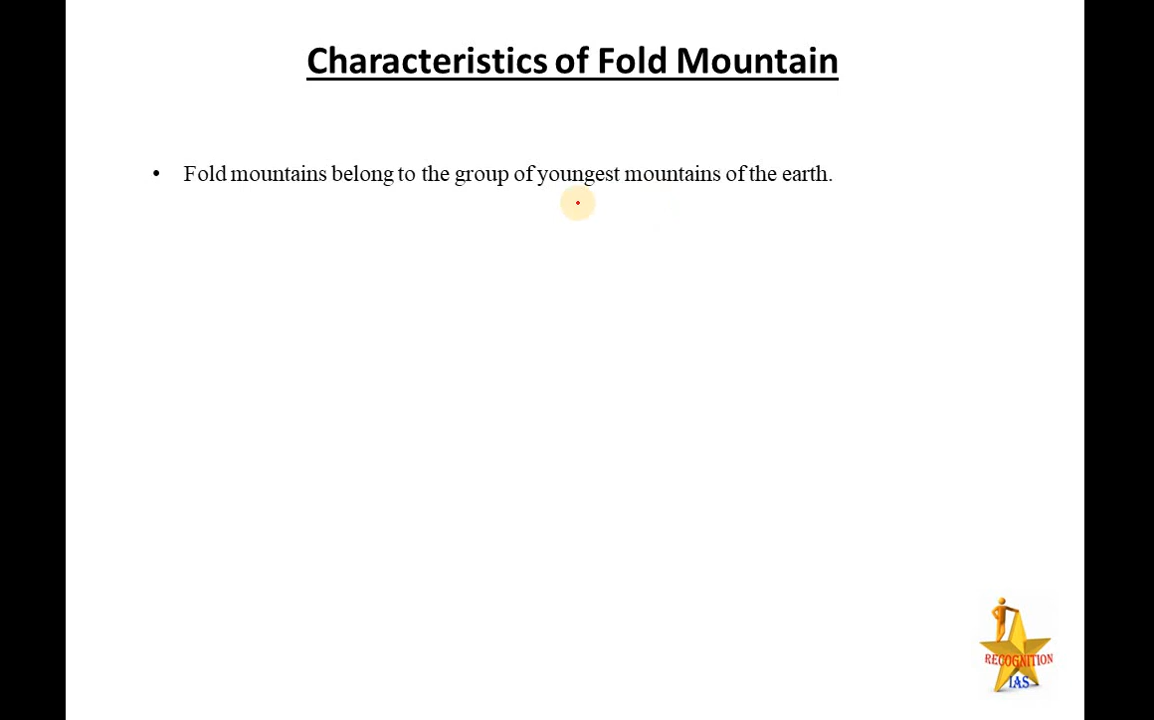 Characteristics of Fold Mountain
• Fold mountains belong to the group of youngest mountains of the earth.
RECOGNITION
IAS